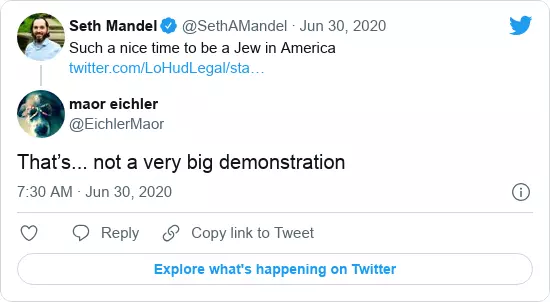 Seth Mandel @SethAMandel · Jun 30, 2020
Such a nice time to be a Jew in America
twitter.com/LoHudLegal/sta…
maor eichler
@EichlerMaor
That’s... not a very big demonstration
7:30 AM · Jun 30, 2020
Reply Copy link to Tweet
Explore what's happening on Twitter